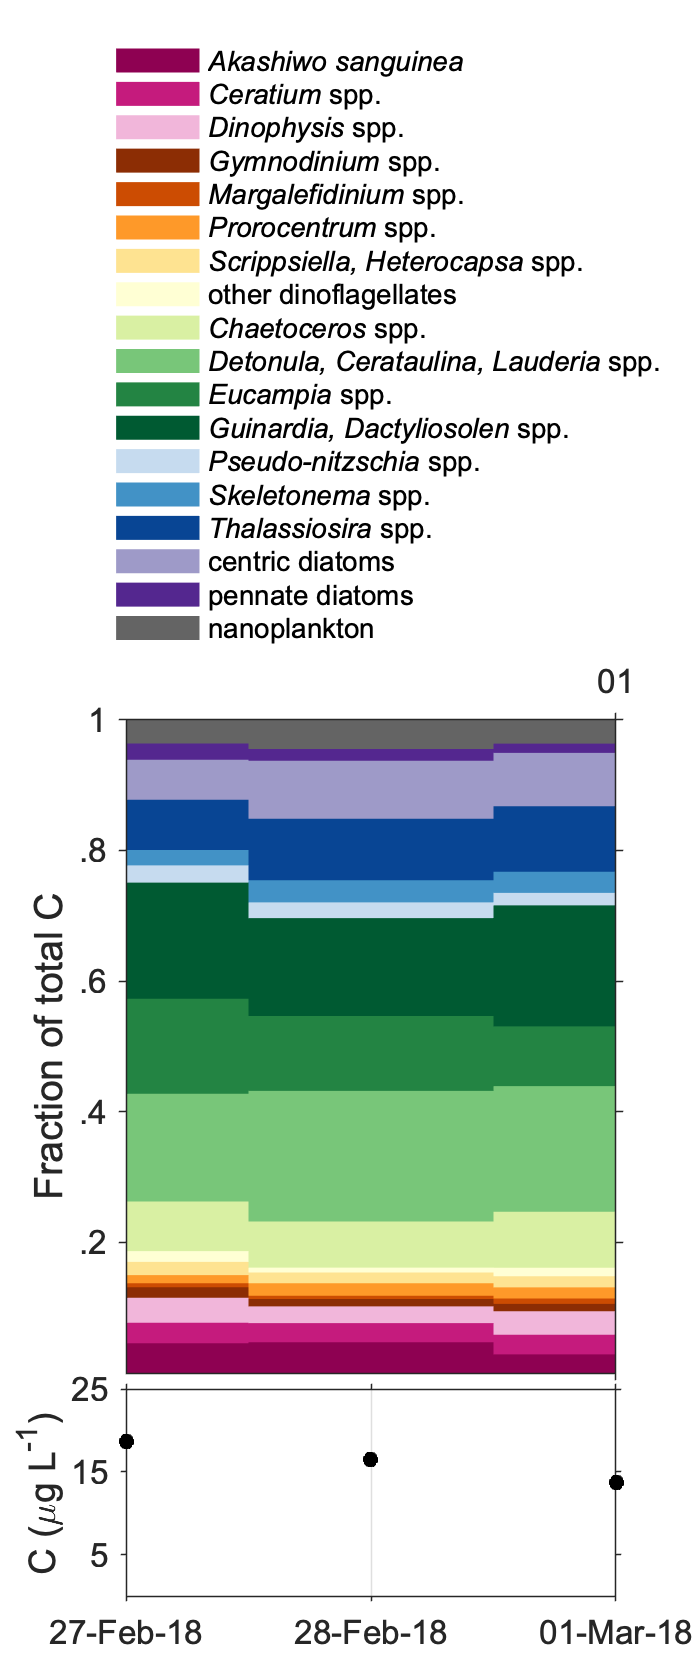 Akashiwo sanguinea
Ceratium spp.
Dinophysis spp.
Gymnodinium spp.
Margalefidinium spp.
Prorocentrum spp.
Scrippsiella, Heterocapsa spp.
other dinoflagellates
Chaetoceros spp.
Detonula, Cerataulina, Lauderia spp.
Eucampia spp.
Guinardia, Dactyliosolen spp.
Pseudo-nitzschia spp.
Skeletonema spp.
Thalassiosira spp.
centric diatoms
pennate diatoms
nanoplankton
01
1
.8
.6
.4
.2
Fraction of total C
25
15
5
C (μg L⁻¹)
27-Feb-18
28-Feb-18
01-Mar-18